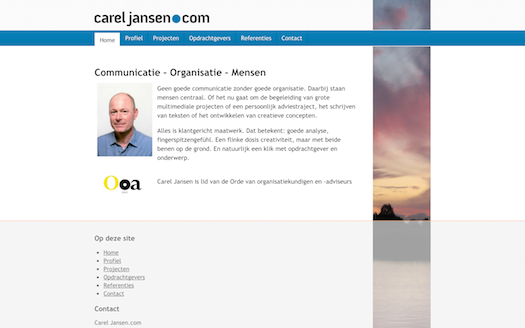 carel jansen●com
Home Profiel Projecten Opdrachtgevers Referenties Contact
Communicatie – Organisatie – Mensen
Geen goede communicatie zonder goede organisatie. Daarbij staan
mensen centraal. Of het nu gaat om de begeleiding van grote
multimediale projecten of een persoonlijk adviestraject, het schrijven
van teksten of het ontwikkelen van creatieve concepten.
Alles is klantgericht maatwerk. Dat betekent: goede analyse,
fingerspitzengefühl. Een flinke dosis creativiteit, maar met beide
benen op de grond. En natuurlijk een klik met opdrachtgever en
onderwerp.
Ooa
Carel Jansen is lid van de Orde van organisatiekundigen en -adviseurs
Op deze site
Home
Profiel
Projecten
Opdrachtgevers
Referenties
Contact
Contact
Carel Jansen.com